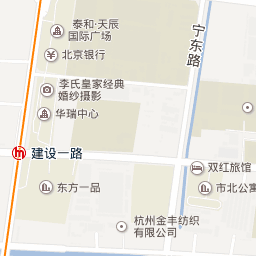 泰和·天辰
国际广场
北京银行
宁东路
李氏皇家经典
婚纱摄影
华瑞中心
建设一路
双红旅馆
东方一品
市北公寓
杭州金丰纺织
有限公司